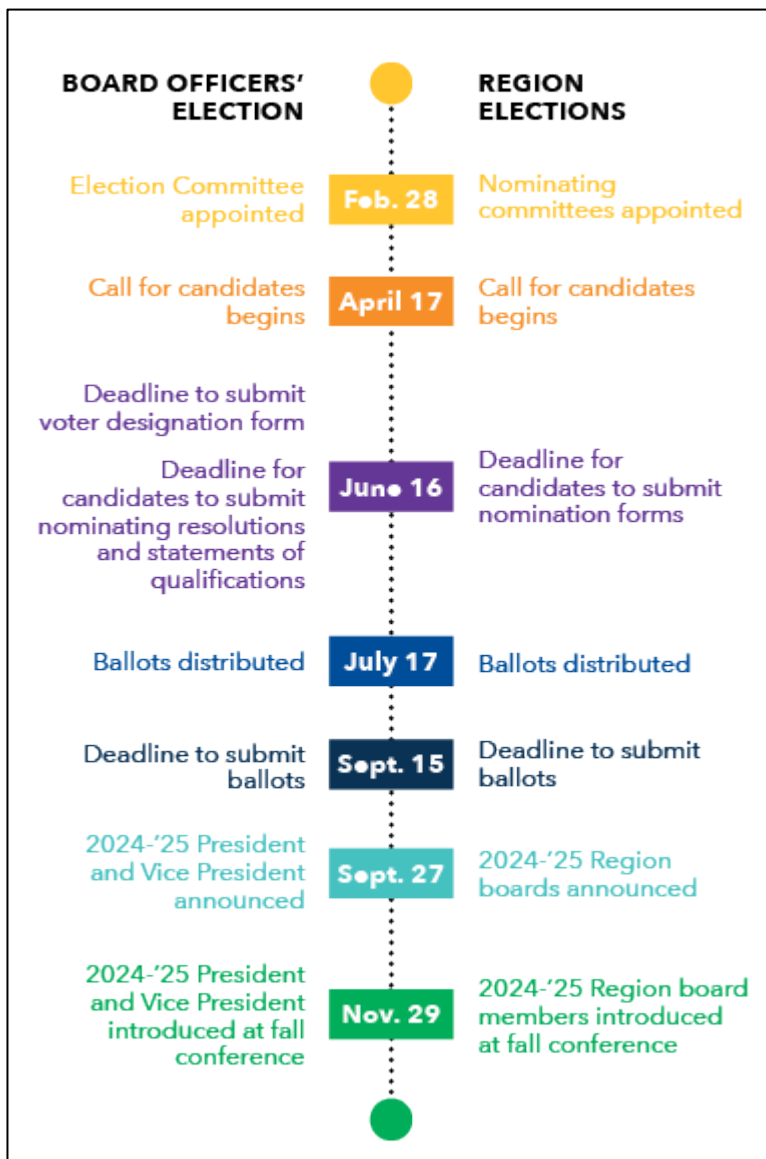 BOARD OFFICERS'
ELECTION
REGION
ELECTIONS
Election Committee
appointed
Feb. 28
Nominating
committees appointed
Call for candidates
begins
April 17
Call for candidates
begins
Deadline to submit
voter designation form
Deadline for
candidates to submit
nominating resolutions
and statements of
qualifications
June 16
Deadline for
candidates to submit
nomination forms
Ballots distributed
July 17
Ballots distributed
Deadline to submit
ballots
Sept. 15
Deadline to submit
ballots
2024-'25 President
and Vice President
announced
Sept. 27
2024-'25 Region
boards announced
2024-'25 President
and Vice President
introduced at fall
conference
Nov. 29
2024-'25 Region board
members introduced
at fall conference